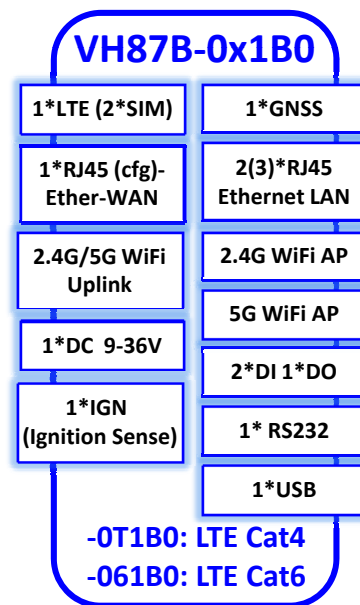 VH87B-0x1B0
1*LTE (2*SIM)
1*RJ45 (cfg)-
Ether-WAN
2.4G/5G WiFi
Uplink
1*DC 9-36V
1*IGN
(Ignition Sense)
1*GNSS
2(3)*RJ45
Ethernet LAN
2.4G WiFi AP
5G WiFi AP
2*DI 1*DO
1* RS232
1*USB
-0T1B0: LTE Cat4
-061B0: LTE Cat6